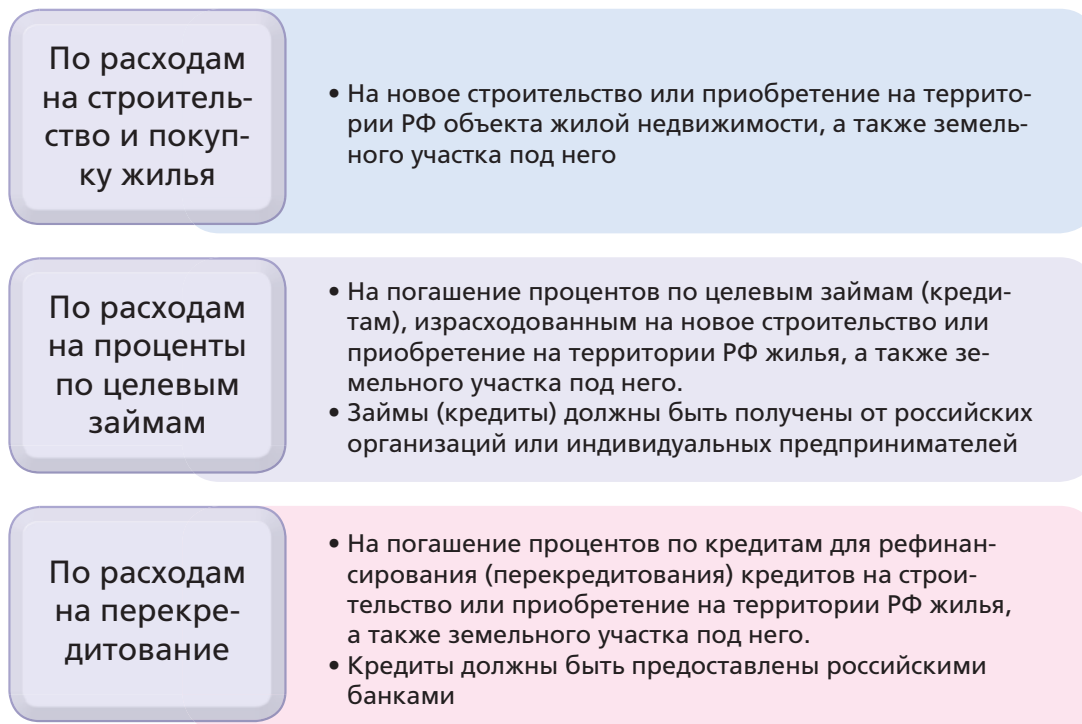 По расходам
на строитель-
ство и покуп-
ку жилья
• На новое строительство или приобретение на террито-
рии РФ объекта жилой недвижимости, а также земель-
ного участка под него
По расходам
на проценты
по целевым
займам
• На погашение процентов по целевым займам (креди-
там), израсходованным на новое строительство или
приобретение на территории РФ жилья, а также зе-
мельного участка под него.
• Займы (кредиты) должны быть получены от российских
организаций или индивидуальных предпринимателей
По расходам
на перекре-
дитование
• На погашение процентов по кредитам для рефинан-
сирования (перекредитования) кредитов на строи-
тельство или приобретение на территории РФ жилья,
а также земельного участка под него.
• Кредиты должны быть предоставлены российскими
банками